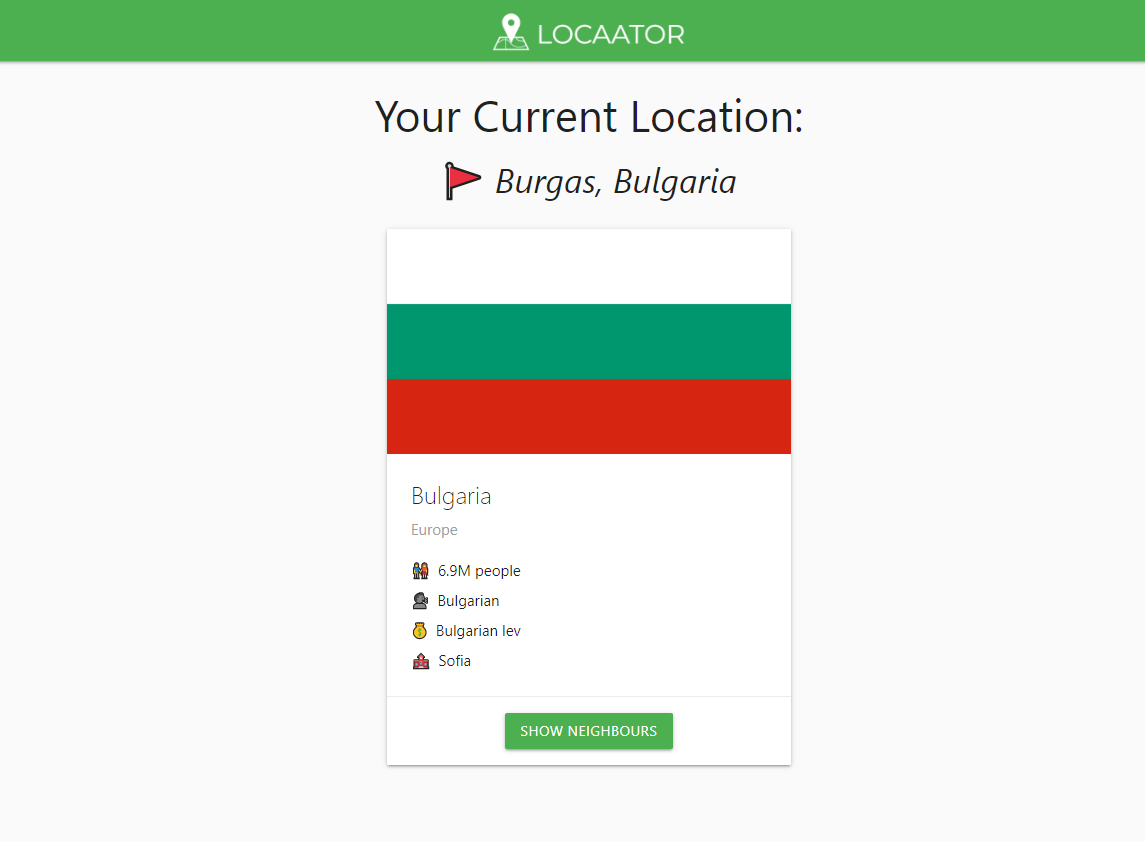 LOCAATOR
Your Current Location:
Burgas, Bulgaria
Bulgaria
Europe
6.9M people
Bulgarian
Bulgarian lev
Sofia
SHOW NEIGHBOURS